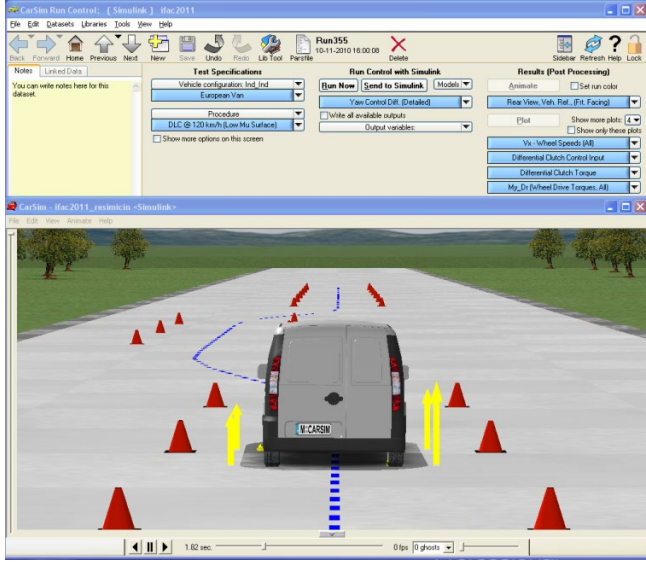 CarSim Run Control; { Simulink } ifac2011
File Edit Datasets Libraries Tools View Help
Back Forward Home Previous Next New Save Undo Redo Lib Tool Parsfile
Run355
10-11-2010 16:00:08
Delete Sidebar Refresh Help Lock
Notes Linked Data
You can write notes here for this
dataset.
Test Specifications
Vehicle configuration: Ind_Ind
European Van
Procedure
DLC @ 120 km/h (Low Mu Surface)
Show more options on this screen
Run Control with Simulink
Run Now Send to Simulink Models
Yaw Control Diff. (Detailed)
Write all available outputs
Output variables:
Results (Post Processing)
Animate Set run color
Rear View, Veh. Ref., (Frt. Facing)
Plot Show more plots: 4
Show only these plots
Vx - Wheel Speeds (All)
Differential Clutch Control Input
Differential Clutch Torque
My_Dr (Wheel Drive Torques, All)
CarSim - ifac2011_resimicin <Simulink>
File Edit View Animate Help
M:CARSIM
1.82 sec. 0 fps 0 ghosts